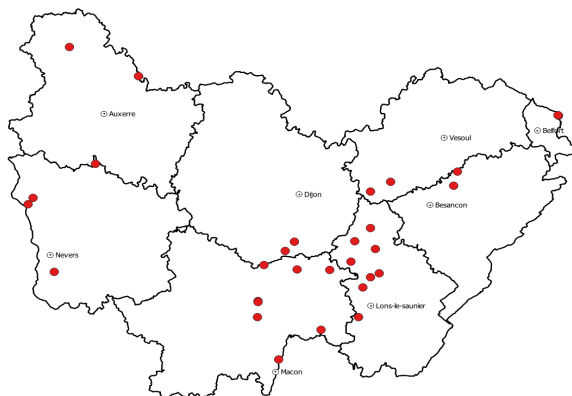 Auxerre
Vesoul
Belfort
Dijon
Besancon
Nevers
Lons-le-saunier
Macon